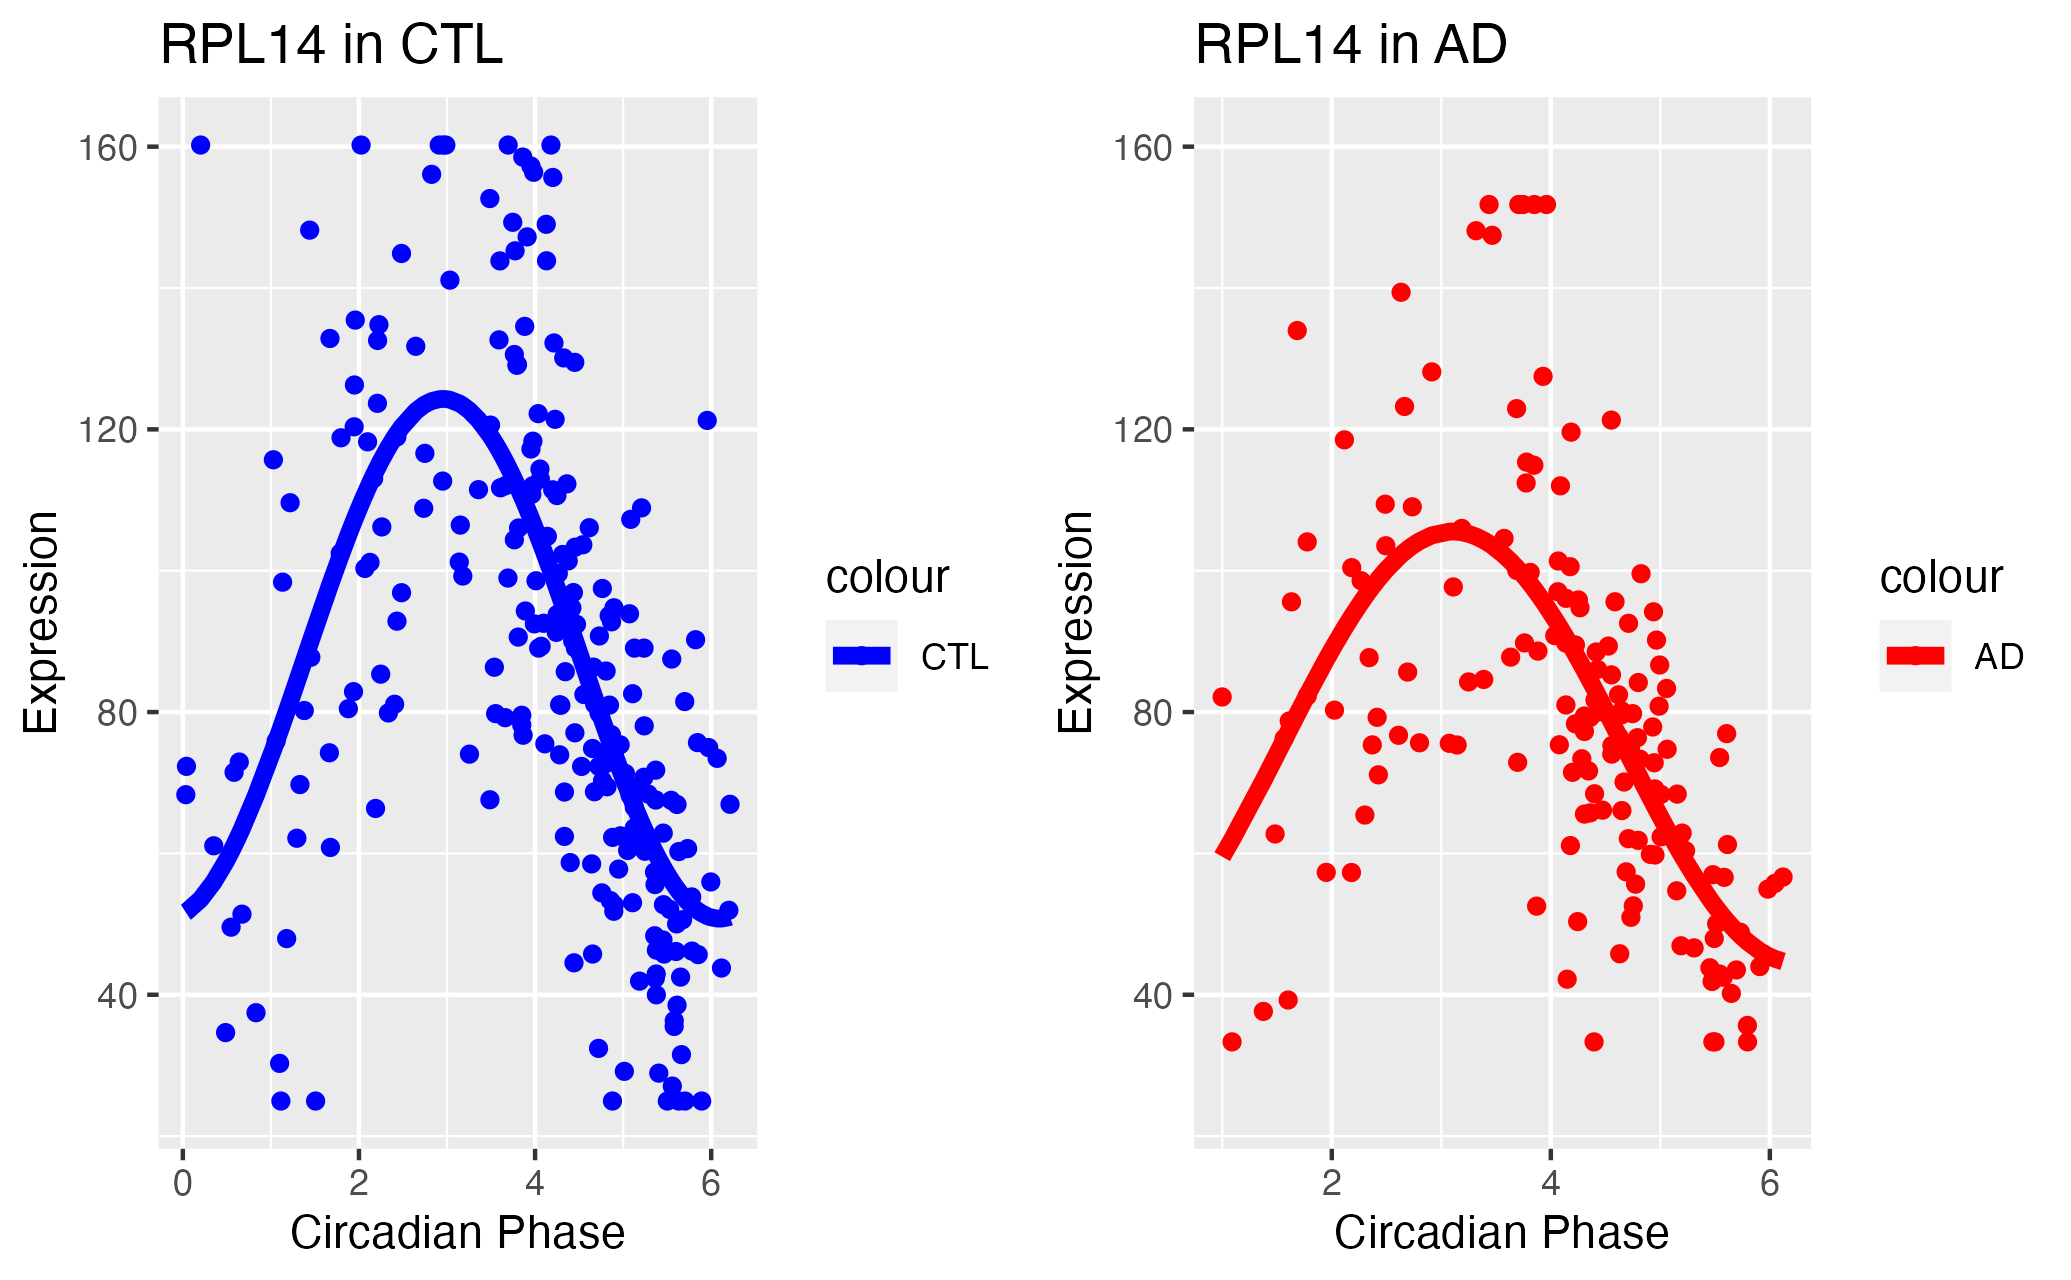 RPL14 in CTL
160
120
80
40
Expression
0 2 4 6
Circadian Phase
colour
CTL
RPL14 in AD
160
120
80
40
Expression
2 4 6
Circadian Phase
colour
AD